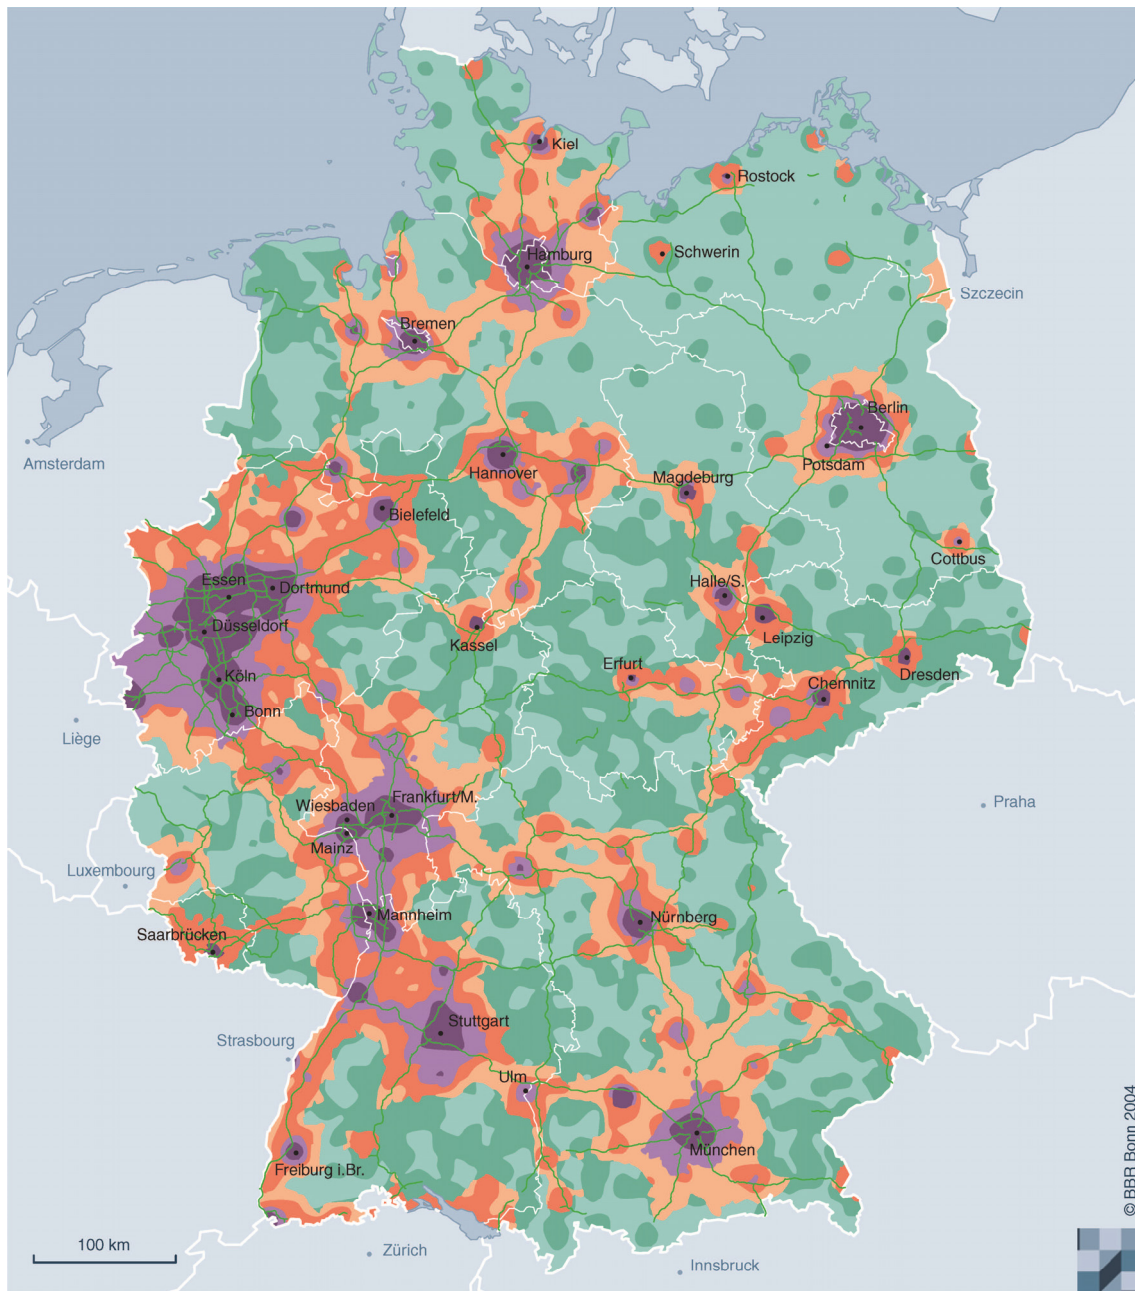 Kiel
Rostock
Hamburg
Schwerin
Szczecin
Bremen
Berlin
Amsterdam
Hannover
Potsdam
Magdeburg
Bielefeld
Cottbus
Essen
Dortmund
Halle/S.
Düsseldorf
Leipzig
Kassel
Erfurt
Dresden
Köln
Chemnitz
Bonn
Liège
Wiesbaden
Frankfurt/M.
Praha
Mainz
Luxembourg
Mannheim
Nürnberg
Saarbrücken
Stuttgart
Strasbourg
Ulm
München
Freiburg i.Br.
© BBR Bonn 2004
100 km
Zürich
Innsbruck